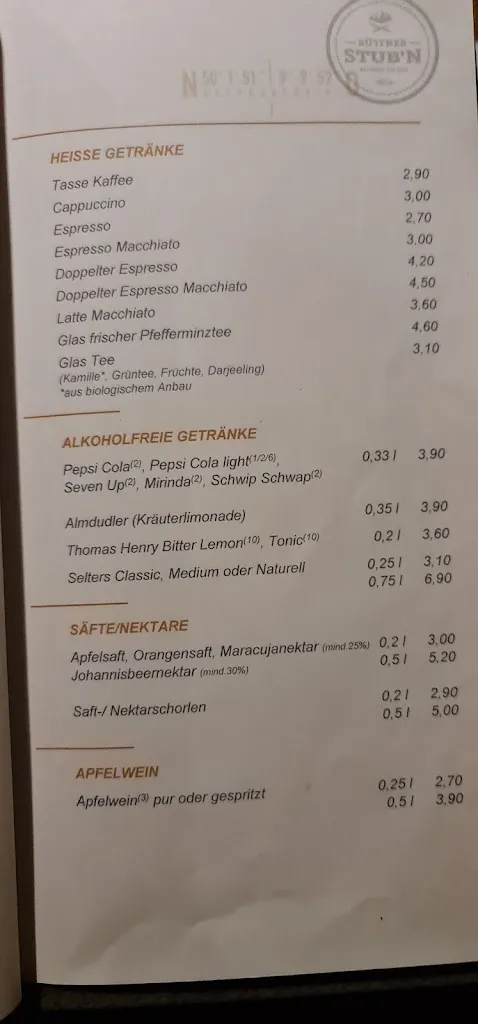 STUB'N
HEISSE GETRÄNKE
Tasse Kaffee 2,90
Cappuccino 3,00
Espresso 2,70
Espresso Macchiato 3,00
Doppelter Espresso 4,20
Doppelter Espresso Macchiato 4,50
Latte Macchiato 3,60
Glas frischer Pfefferminztee 4,60
Glas Tee 3,10
(Kamille*, Grüntee, Früchte, Darjeeling)
*aus biologischem Anbau
ALKOHOLFREIE GETRÄNKE
Pepsi Cola(2), Pepsi Cola light(1/2/6), 0,33 l 3,90
Seven Up(2), Mirinda(2), Schwip Schwap(2)
Almdudler (Kräuterlimonade) 0,35 l 3,90
Thomas Henry Bitter Lemon(10), Tonic(10) 0,2 l 3,60
Selters Classic, Medium oder Naturell 0,25 l 3,10
0,75 l 6,90
SÄFTE/NEKTARE
Apfelsaft, Orangensaft, Maracujanektar (mind.25%) 0,2 l 3,00
Johannisbeernektar (mind.30%) 0,5 l 5,20
Saft-/ Nektarschorlen 0,2 l 2,90
0,5 l 5,00
APFELWEIN
Apfelwein(3) pur oder gespritzt 0,25 l 2,70
0,5 l 3,90